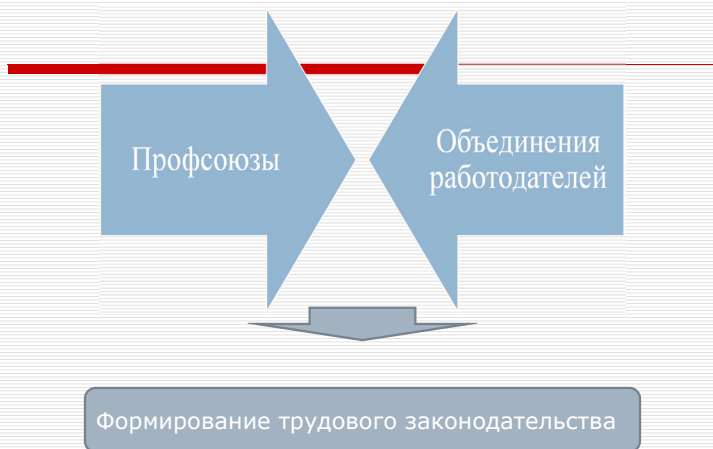 Профсоюзы
Объединения
работодателей
Формирование трудового законодательства